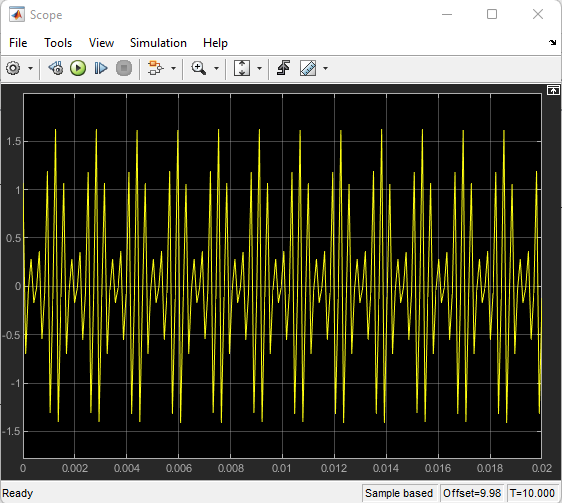 Scope
File Tools View Simulation Help
1.5
1
0.5
0
-0.5
-1
-1.5
0 0.002 0.004 0.006 0.008 0.01 0.012 0.014 0.016 0.018 0.02
Ready Sample based Offset=9.98 T=10.000